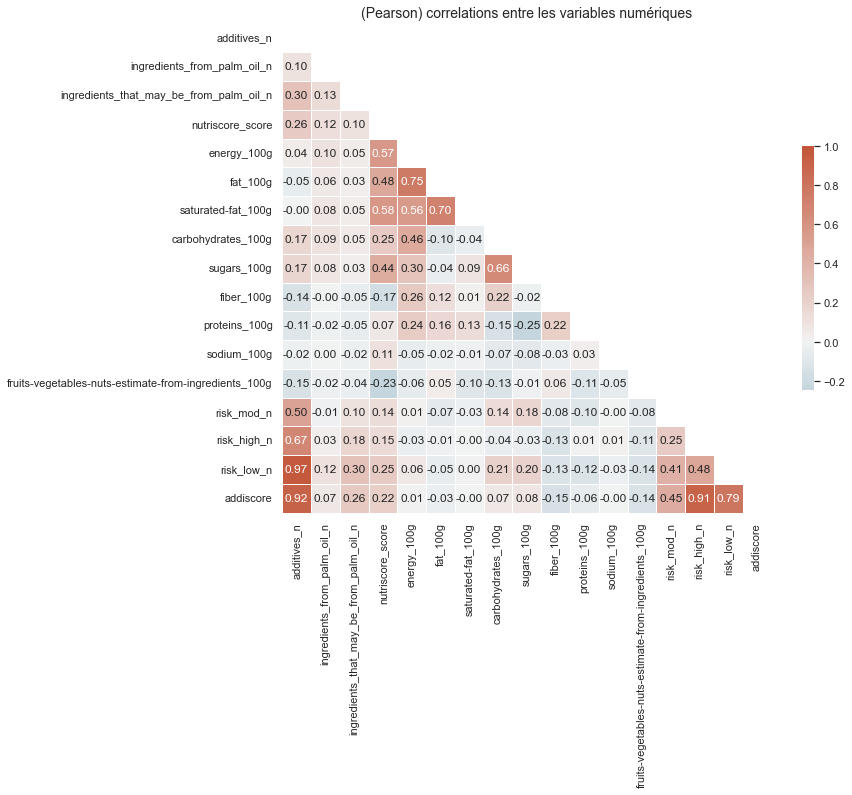 (Pearson) correlations entre les variables numériques
additives_n
ingredients_from_palm_oil_n 0.10
ingredients_that_may_be_from_palm_oil_n 0.30 0.13
nutriscore_score 0.26 0.12 0.10
energy_100g 0.04 0.10 0.05 0.57
fat_100g -0.05 0.06 0.03 0.48 0.75
saturated-fat_100g -0.00 0.08 0.05 0.58 0.56 0.70
carbohydrates_100g 0.17 0.09 0.05 0.25 0.46 -0.10 -0.04
sugars_100g 0.17 0.08 0.03 0.44 0.30 -0.04 0.09 0.66
fiber_100g -0.14 -0.00 -0.05 -0.17 0.26 0.12 0.01 0.22 -0.02
proteins_100g -0.11 -0.02 -0.05 0.07 0.24 0.16 0.13 -0.15 -0.25 0.22
sodium_100g -0.02 0.00 -0.02 0.11 -0.05 -0.02 -0.01 -0.07 -0.08 -0.03 0.03
fruits-vegetables-nuts-estimate-from-ingredients_100g -0.15 -0.02 -0.04 -0.23 -0.06 0.05 -0.10 -0.13 -0.01 0.06 -0.11 -0.05
risk_mod_n 0.50 -0.01 0.10 0.14 0.01 -0.07 -0.03 0.14 0.18 -0.08 -0.10 -0.00 -0.08
risk_high_n 0.67 0.03 0.18 0.15 -0.03 -0.01 -0.00 -0.04 -0.03 -0.13 0.01 0.01 -0.11 0.25
risk_low_n 0.97 0.12 0.30 0.25 0.06 -0.05 0.00 0.21 0.20 -0.13 -0.12 -0.03 -0.14 0.41 0.48
addiscore 0.92 0.07 0.26 0.22 0.01 -0.03 -0.00 0.07 0.08 -0.15 -0.06 -0.00 -0.14 0.45 0.91 0.79
additives_n
ingredients_from_palm_oil_n
ingredients_that_may_be_from_palm_oil_n
nutriscore_score
energy_100g
fat_100g
saturated-fat_100g
carbohydrates_100g
sugars_100g
fiber_100g
proteins_100g
sodium_100g
fruits-vegetables-nuts-estimate-from-ingredients_100g
risk_mod_n
risk_high_n
risk_low_n
addiscore
1.0
0.8
0.6
0.4
0.2
0.0
−0.2